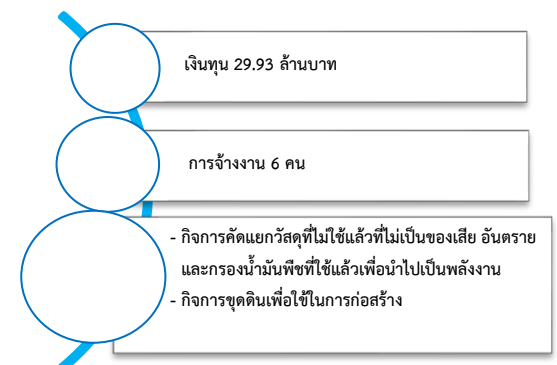 เงินทุน 29.93 ล้านบาท
การจ้างงาน 6 คน
- กิจการคัดแยกวัสดุที่ไม่ใช้แล้วที่ไม่เป็นของเสีย อันตราย
และกรองน้ำมันพืชที่ใช้แล้วเพื่อนำไปเป็นพลังงาน
- กิจการขุดดินเพื่อใช้ในการก่อสร้าง